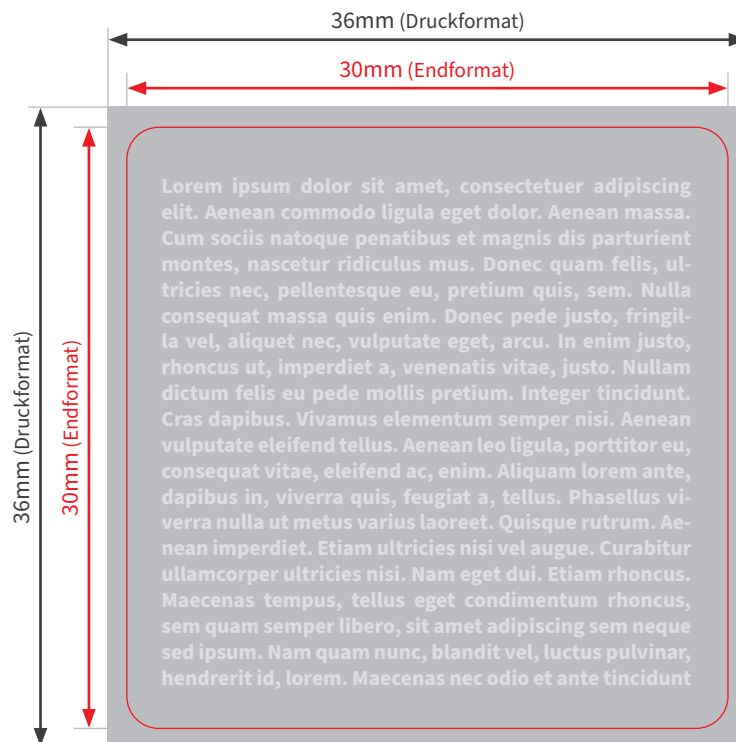 36mm (Druckformat)
30mm (Endformat)
36mm (Druckformat)
30mm (Endformat)
Lorem ipsum dolor sit amet, consectetuer adipiscing
elit. Aenean commodo ligula eget dolor. Aenean massa.
Cum sociis natoque penatibus et magnis dis parturient
montes, nascetur ridiculus mus. Donec quam felis, ul-
tricies nec, pellentesque eu, pretium quis, sem. Nulla
consequat massa quis enim. Donec pede justo, fringil-
la vel, aliquet nec, vulputate eget, arcu. In enim justo,
rhoncus ut, imperdiet a, venenatis vitae, justo. Nullam
dictum felis eu pede mollis pretium. Integer tincidunt.
Cras dapibus. Vivamus elementum semper nisi. Aenean
vulputate eleifend tellus. Aenean leo ligula, porttitor eu,
consequat vitae, eleifend ac, enim. Aliquam lorem ante,
dapibus in, viverra quis, feugiat a, tellus. Phasellus vi-
verra nulla ut metus varius laoreet. Quisque rutrum. Ae-
nean imperdiet. Etiam ultricies nisi vel augue. Curabitur
ullamcorper ultricies nisi. Nam eget dui. Etiam rhoncus.
Maecenas tempus, tellus eget condimentum rhoncus,
sem quam semper libero, sit amet adipiscing sem neque
sed ipsum. Nam quam nunc, blandit vel, luctus pulvinar,
hendrerit id, lorem. Maecenas nec odio et ante tincidunt